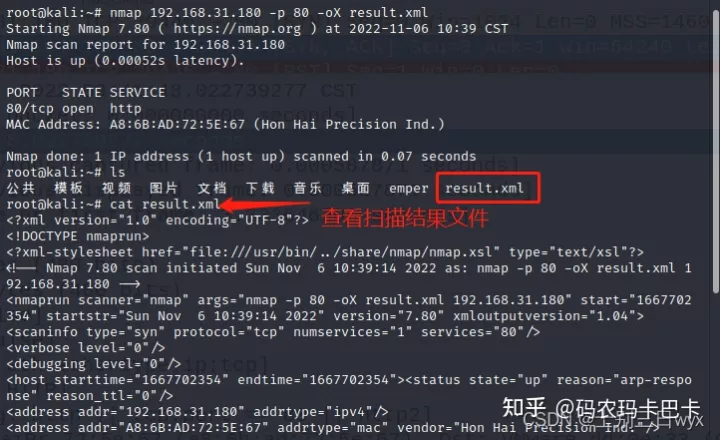 root@kali:~# nmap 192.168.31.180 -p 80 -oX result.xml
Starting Nmap 7.80 ( https://nmap.org ) at 2022-11-06 10:39 CST
Nmap scan report for 192.168.31.180
Host is up (0.00052s latency).
PORT STATE SERVICE
80/tcp open http
MAC Address: A8:6B:AD:72:5E:67 (Hon Hai Precision Ind.)
Nmap done: 1 IP address (1 host up) scanned in 0.07 seconds
root@kali:~# ls
公共 模板 视频 图片 文档 下载 音乐 桌面 emper result.xml
root@kali:~# cat result.xml
查看扫描结果文件
<?xml version="1.0" encoding="UTF-8"?>
<!DOCTYPE nmaprun>
<?xml-stylesheet href="file:///usr/bin/../share/nmap/nmap.xsl" type="text/xsl"?>
<!-- Nmap 7.80 scan initiated Sun Nov  6 10:39:14 2022 as: nmap -p 80 -oX result.xml 1
92.168.31.180 -->
<nmaprun scanner="nmap" args="nmap -p 80 -oX result.xml 192.168.31.180" start="1667702
354" startstr="Sun Nov  6 10:39:14 2022" version="7.80" xmloutputversion="1.04">
<scaninfo type="syn" protocol="tcp" numservices="1" services="80"/>
<verbose level="0"/>
<debugging level="0"/>
<host starttime="1667702354" endtime="1667702354"><status state="up" reason="arp-respo
nse" reason_ttl="0"/>
<address addr="192.168.31.180" addrtype="ipv4"/>
<address addr="A8:6B:AD:72:5E:67" addrtype="mac" vendor="Hon Hai Precision Ind."/>
知乎 @码农玛卡巴卡